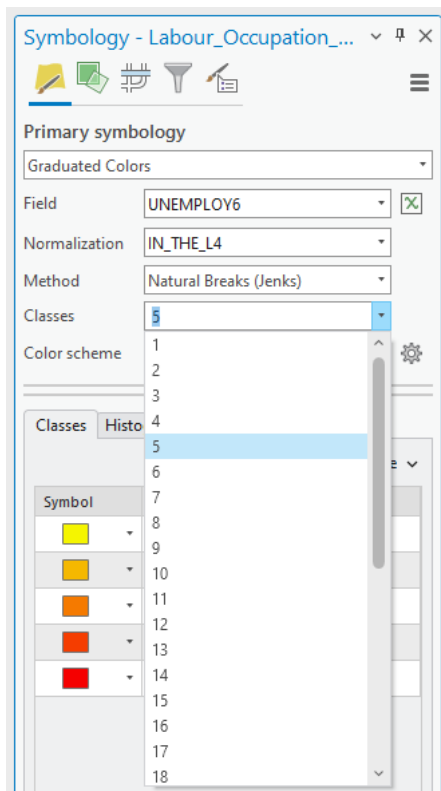 Symbology - Labour_Occupation_...
Primary symbology
Graduated Colors
Field UNEMPLOY6
Normalization IN_THE_L4
Method Natural Breaks (Jenks)
Classes 5
Color scheme
1
2
3
4
5
6
7
8
9
10
11
12
13
14
15
16
17
18
Classes Histo
e
Symbol